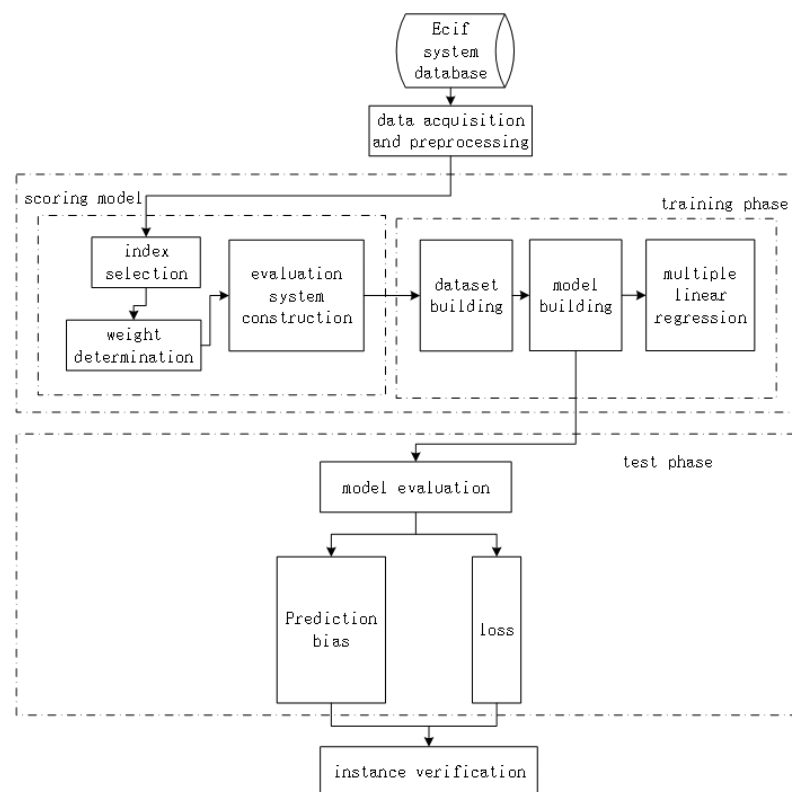 Ecif
system
database
data acquisition
and preprocessing
scoring model
training phase
index
selection
weight
determination
evaluation
system
construction
dataset
building
model
building
multiple
linear
regression
test phase
model evaluation
Prediction
bias
loss
instance verification